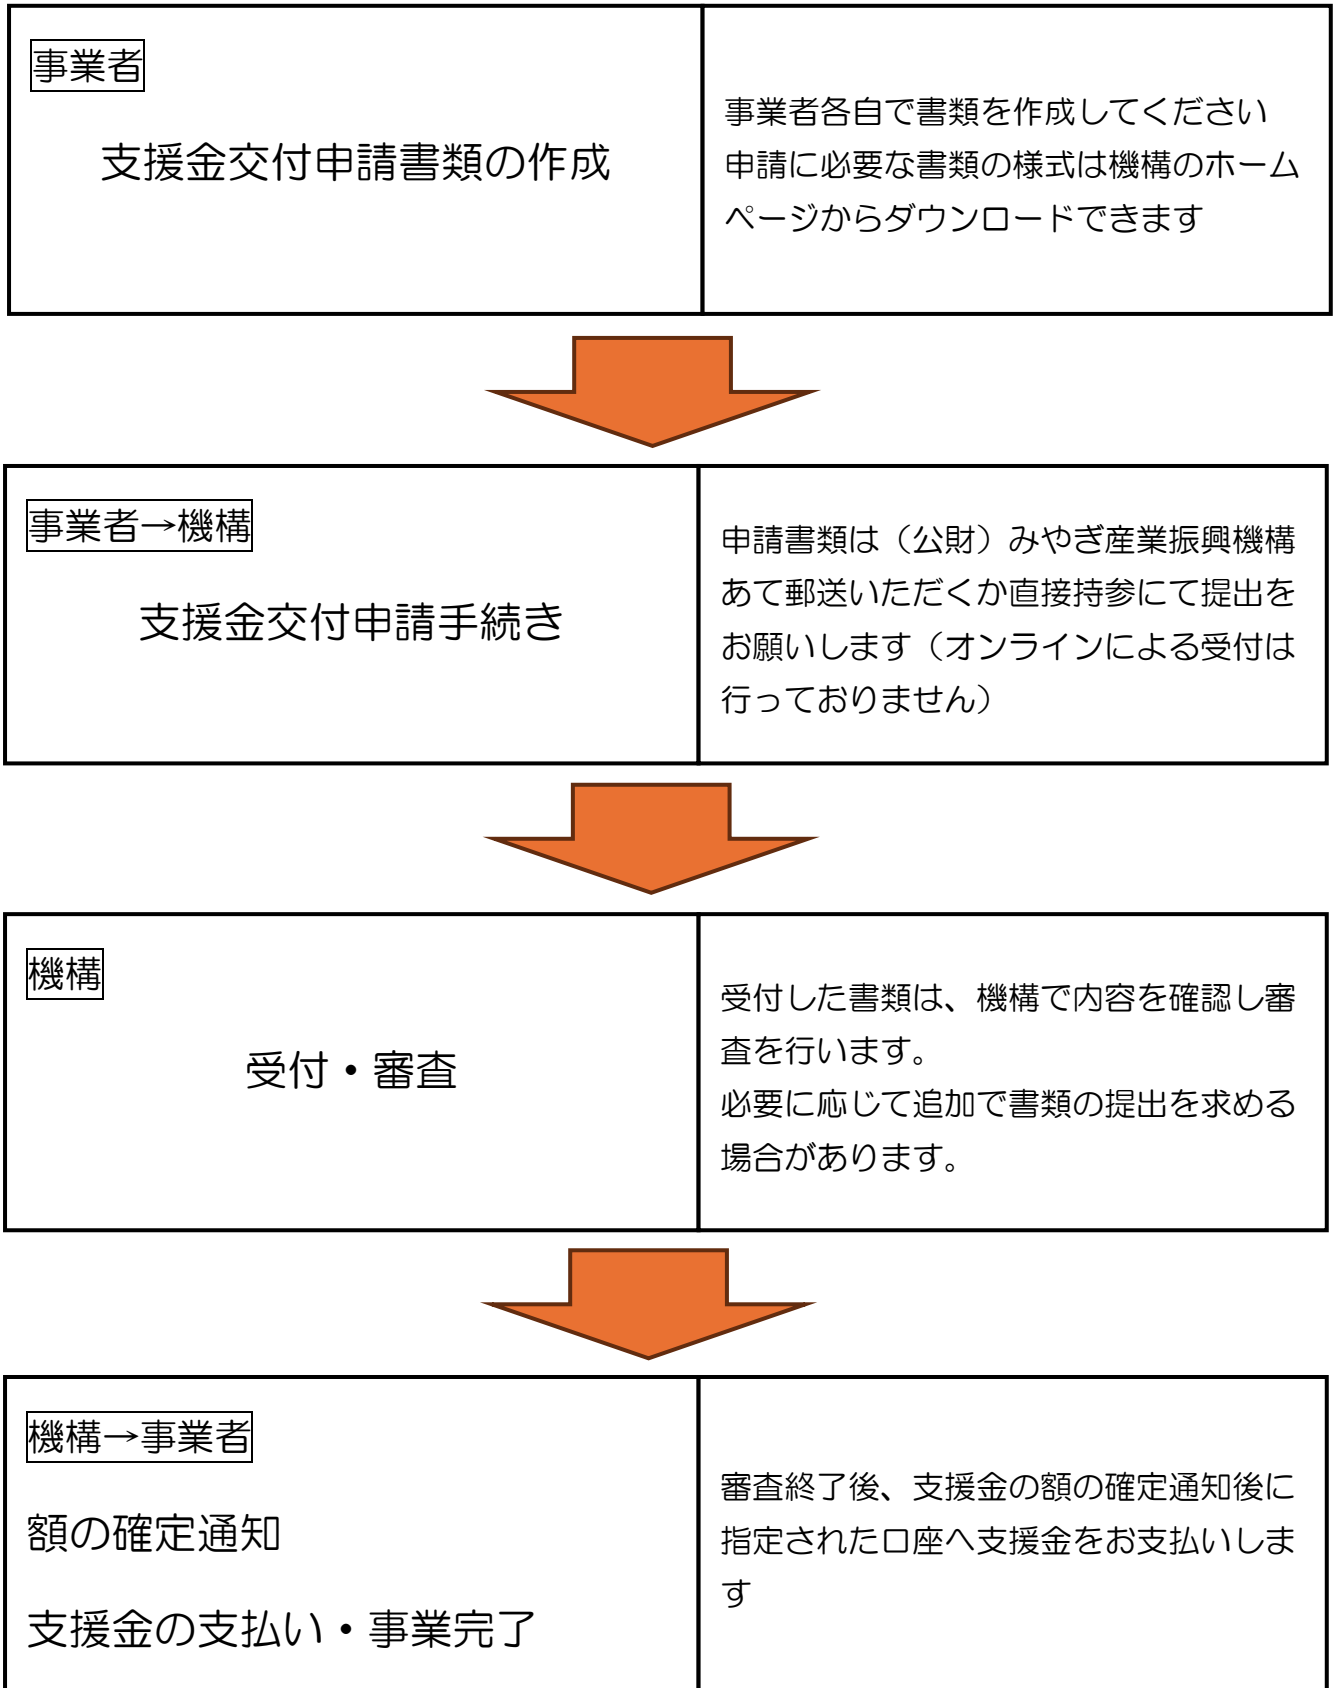 事業者
支援金交付申請書類の作成
事業者各自で書類を作成してください
申請に必要な書類の様式は機構のホーム
ページからダウンロードできます
事業者→機構
支援金交付申請手続き
申請書類は（公財）みやぎ産業振興機構
あて郵送いただくか直接持参にて提出を
お願いします（オンラインによる受付は
行っておりません）
機構
受付・審査
受付した書類は、機構で内容を確認し審
査を行います。
必要に応じて追加で書類の提出を求める
場合があります。
機構→事業者
額の確定通知
支援金の支払い・事業完了
審査終了後、支援金の額の確定通知後に
指定された口座へ支援金をお支払いしま
す